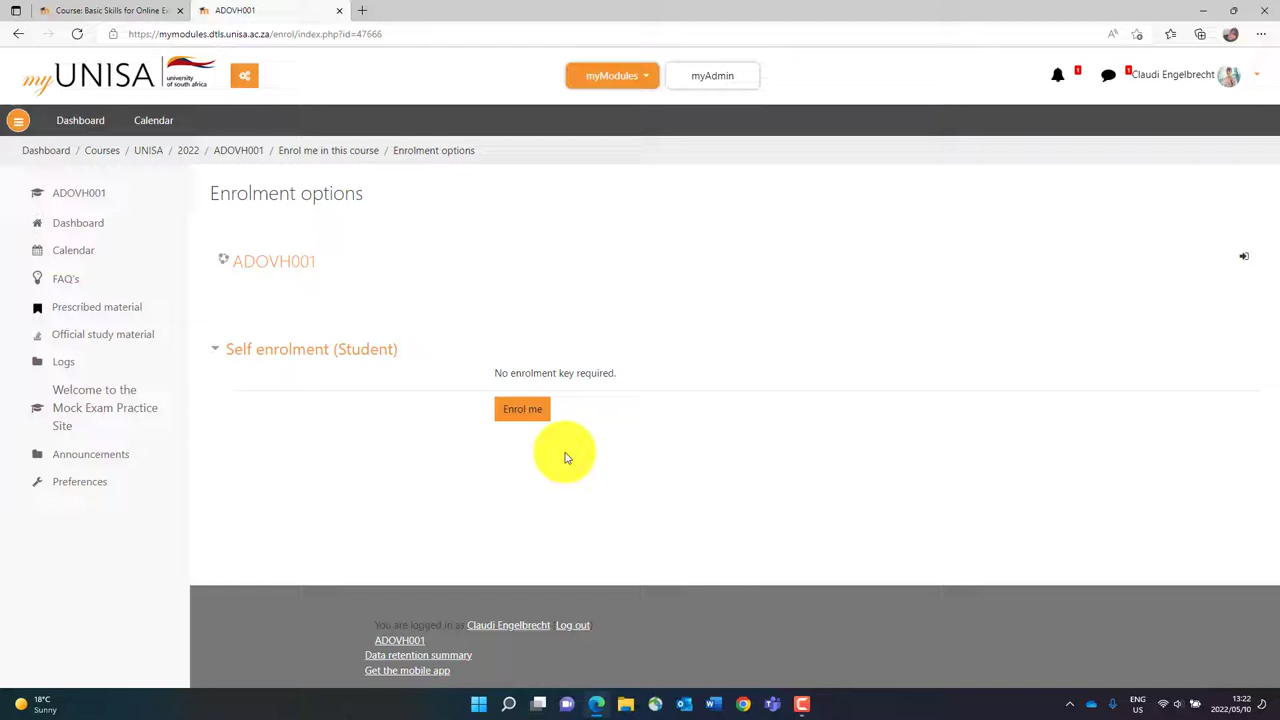 Course: Basic Skills for Online Ex
ADOVH001
https://mymodules.dtls.unisa.ac.za/enrol/index.php?id=47666
my UNISA
university
of south africa
myModules
myAdmin
1
1
Claudi Engelbrecht
Dashboard
Calendar
Dashboard / Courses / UNISA / 2022 / ADOVH001 / Enrol me in this course / Enrolment options
ADOVH001
Dashboard
Calendar
FAQ's
Prescribed material
Official study material
Logs
Welcome to the
Mock Exam Practice
Site
Announcements
Preferences
Enrolment options
ADOVH001
Self enrolment (Student)
No enrolment key required.
Enrol me
You are logged in as Claudi Engelbrecht (Log out)
ADOVH001
Data retention summary
Get the mobile app
18°C
Sunny
ENG
US
13:22
2022/05/10